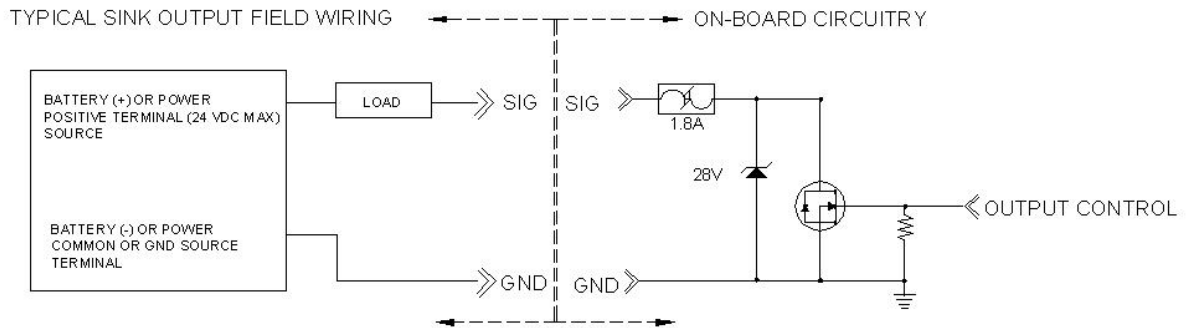 TYPICAL SINK OUTPUT FIELD WIRING
ON-BOARD CIRCUITRY
BATTERY (+) OR POWER
POSITIVE TERMINAL (24 VDC MAX)
SOURCE
LOAD
SIG
SIG
1.8A
28V
OUTPUT CONTROL
BATTERY (-) OR POWER
COMMON OR GND SOURCE
TERMINAL
GND
GND